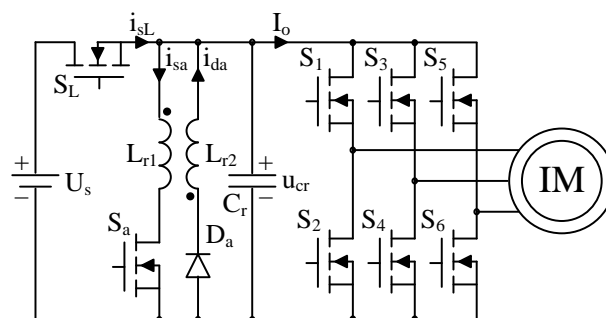 i_sL I_o
S_1 S_3 S_5
S_L i_sa i_da
L_r1 L_r2
+ U_s −
+ u_cr −
C_r
IM
S_a D_a
S_2 S_4 S_6